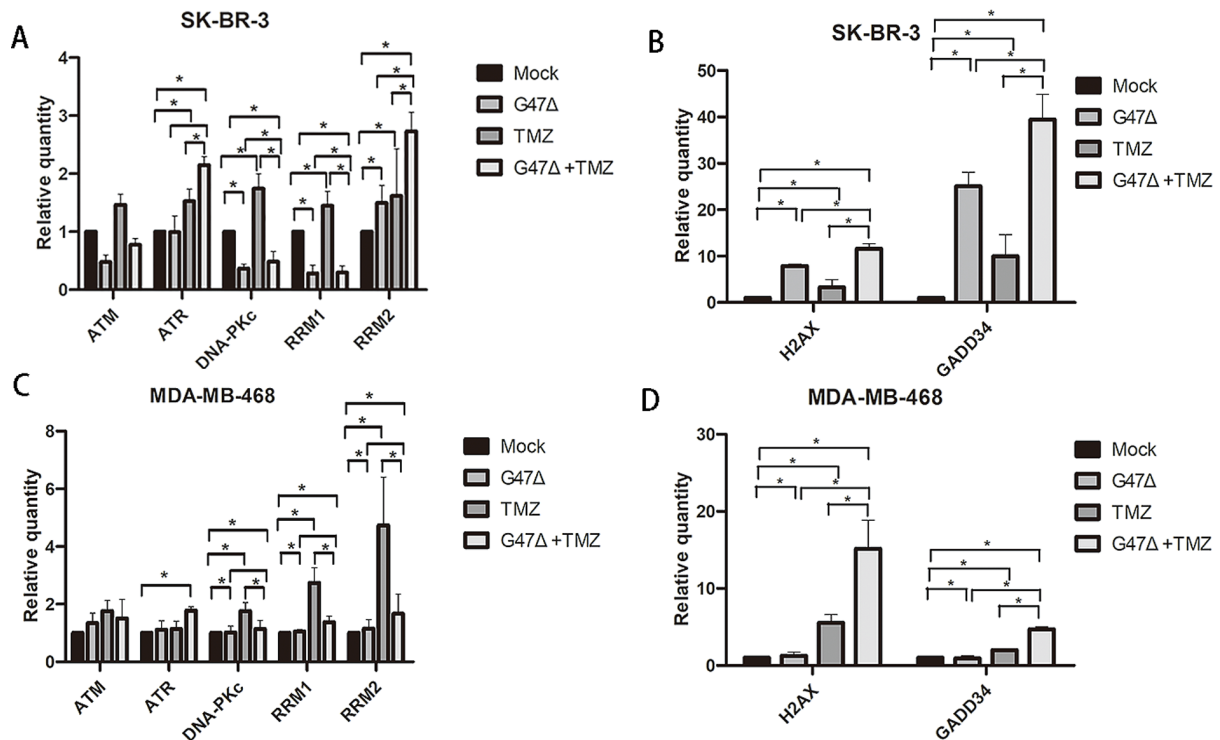 A
SK-BR-3
Relative quantity
4
3
2
1
0
ATM
ATR
DNA-PKc
RRM1
RRM2
* * * * * * * * * * * * * * * * * *
Mock
G47Δ
TMZ
G47Δ +TMZ
B
SK-BR-3
Relative quantity
50
40
30
20
10
0
H2AX
GADD34
* * * * * * * * * *
Mock
G47Δ
TMZ
G47Δ +TMZ
C
MDA-MB-468
Relative quantity
8
6
4
2
0
ATM
ATR
DNA-PKc
RRM1
RRM2
* * * * * * * * * * * * *
Mock
G47Δ
TMZ
G47Δ +TMZ
D
MDA-MB-468
Relative quantity
30
20
10
0
H2AX
GADD34
* * * * * * * * * *
Mock
G47Δ
TMZ
G47Δ +TMZ